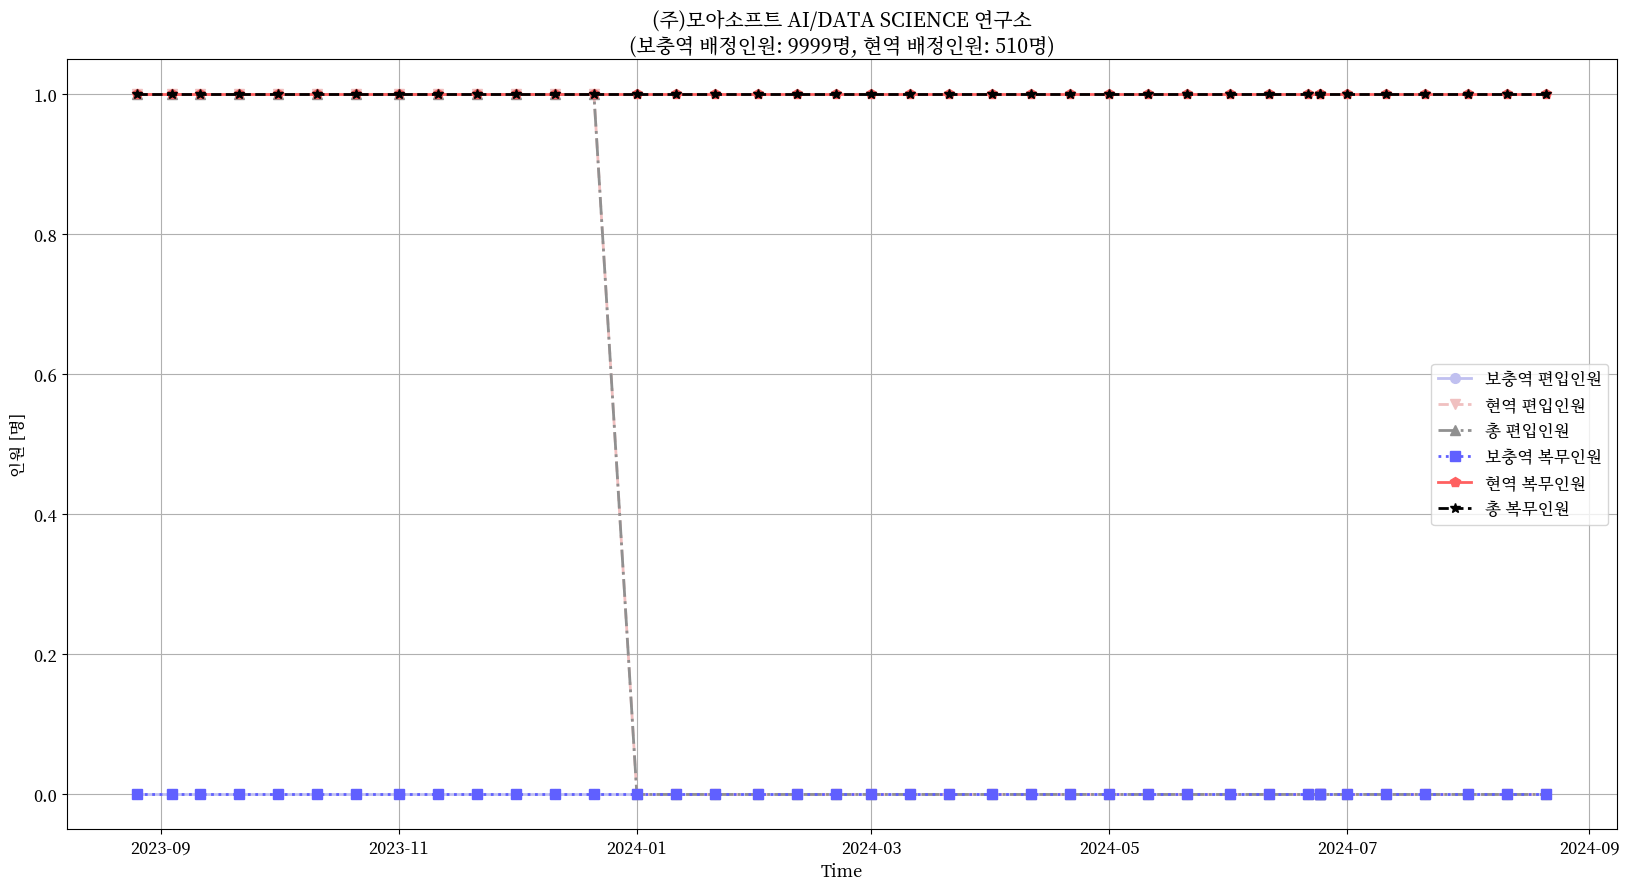 (주)모아소프트 AI/DATA SCIENCE 연구소
(보충역 배정인원: 9999명, 현역 배정인원: 510명)
인원 [명]
1.0
0.8
0.6
0.4
0.2
0.0
보충역 편입인원
현역 편입인원
총 편입인원
보충역 복무인원
현역 복무인원
총 복무인원
2023-09 2023-11 2024-01 2024-03 2024-05 2024-07 2024-09
Time